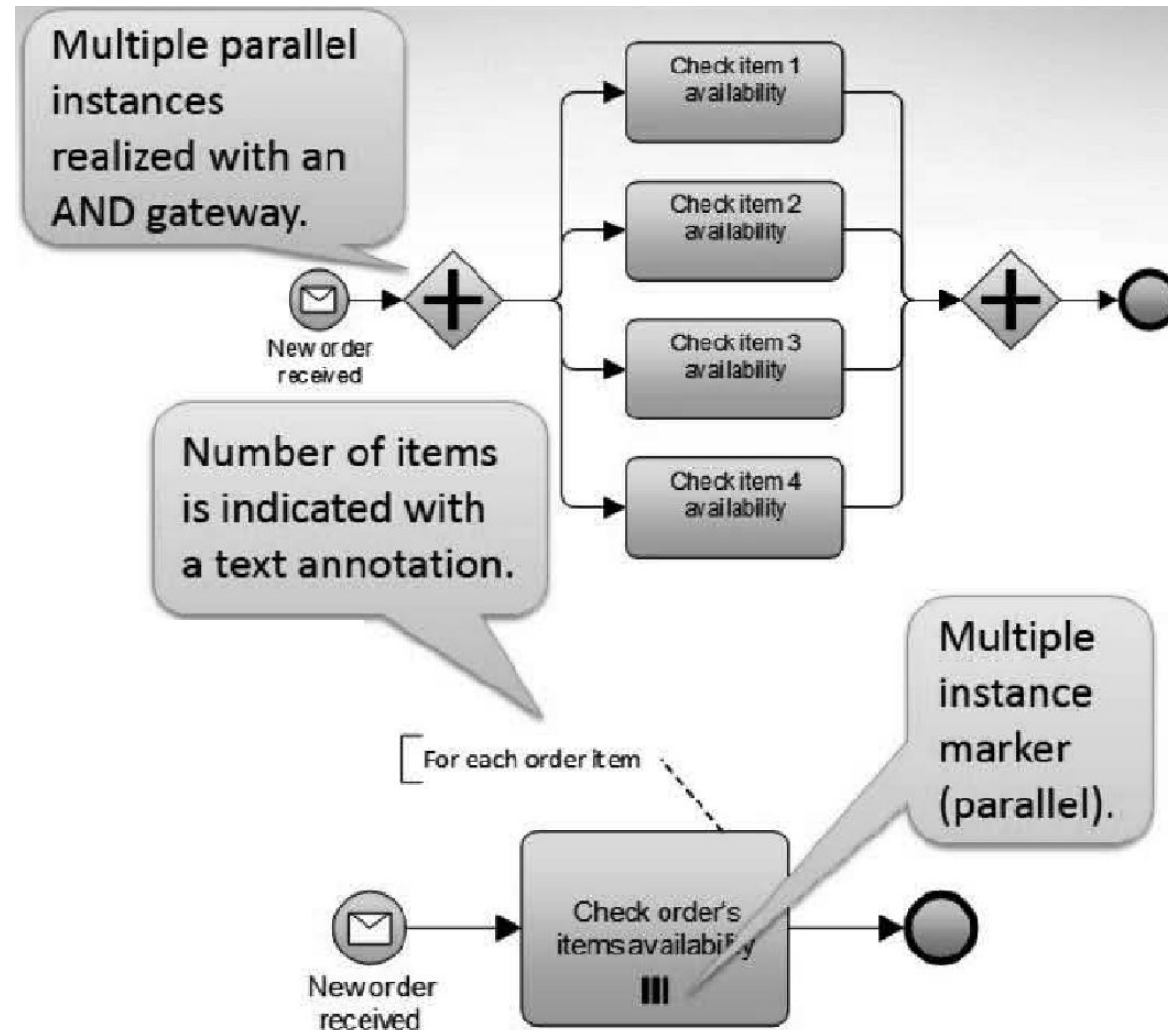 Multiple parallel
instances
realized with an
AND gateway.
Check item 1
availability
Check item 2
availability
New order
received
Check item 3
availability
Check item 4
availability
Number of items
is indicated with
a text annotation.
Multiple
instance
marker
(parallel).
For each order item
Check order's
items availability
New order
received